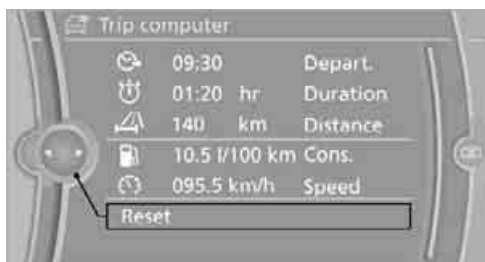 Trip computer
09:30 Depart.
01:20 hr Duration
140 km Distance
10.5 l/100 km Cons.
095.5 km/h Speed
Reset